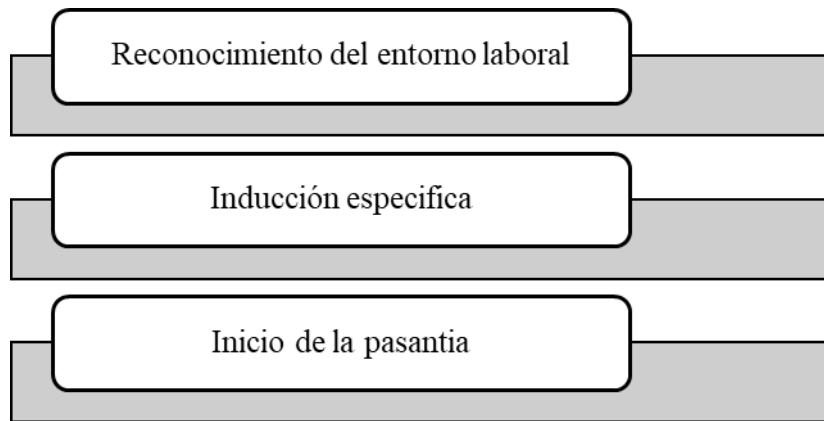 Reconocimiento del entorno laboral
Inducción especifica
Inicio de la pasantia